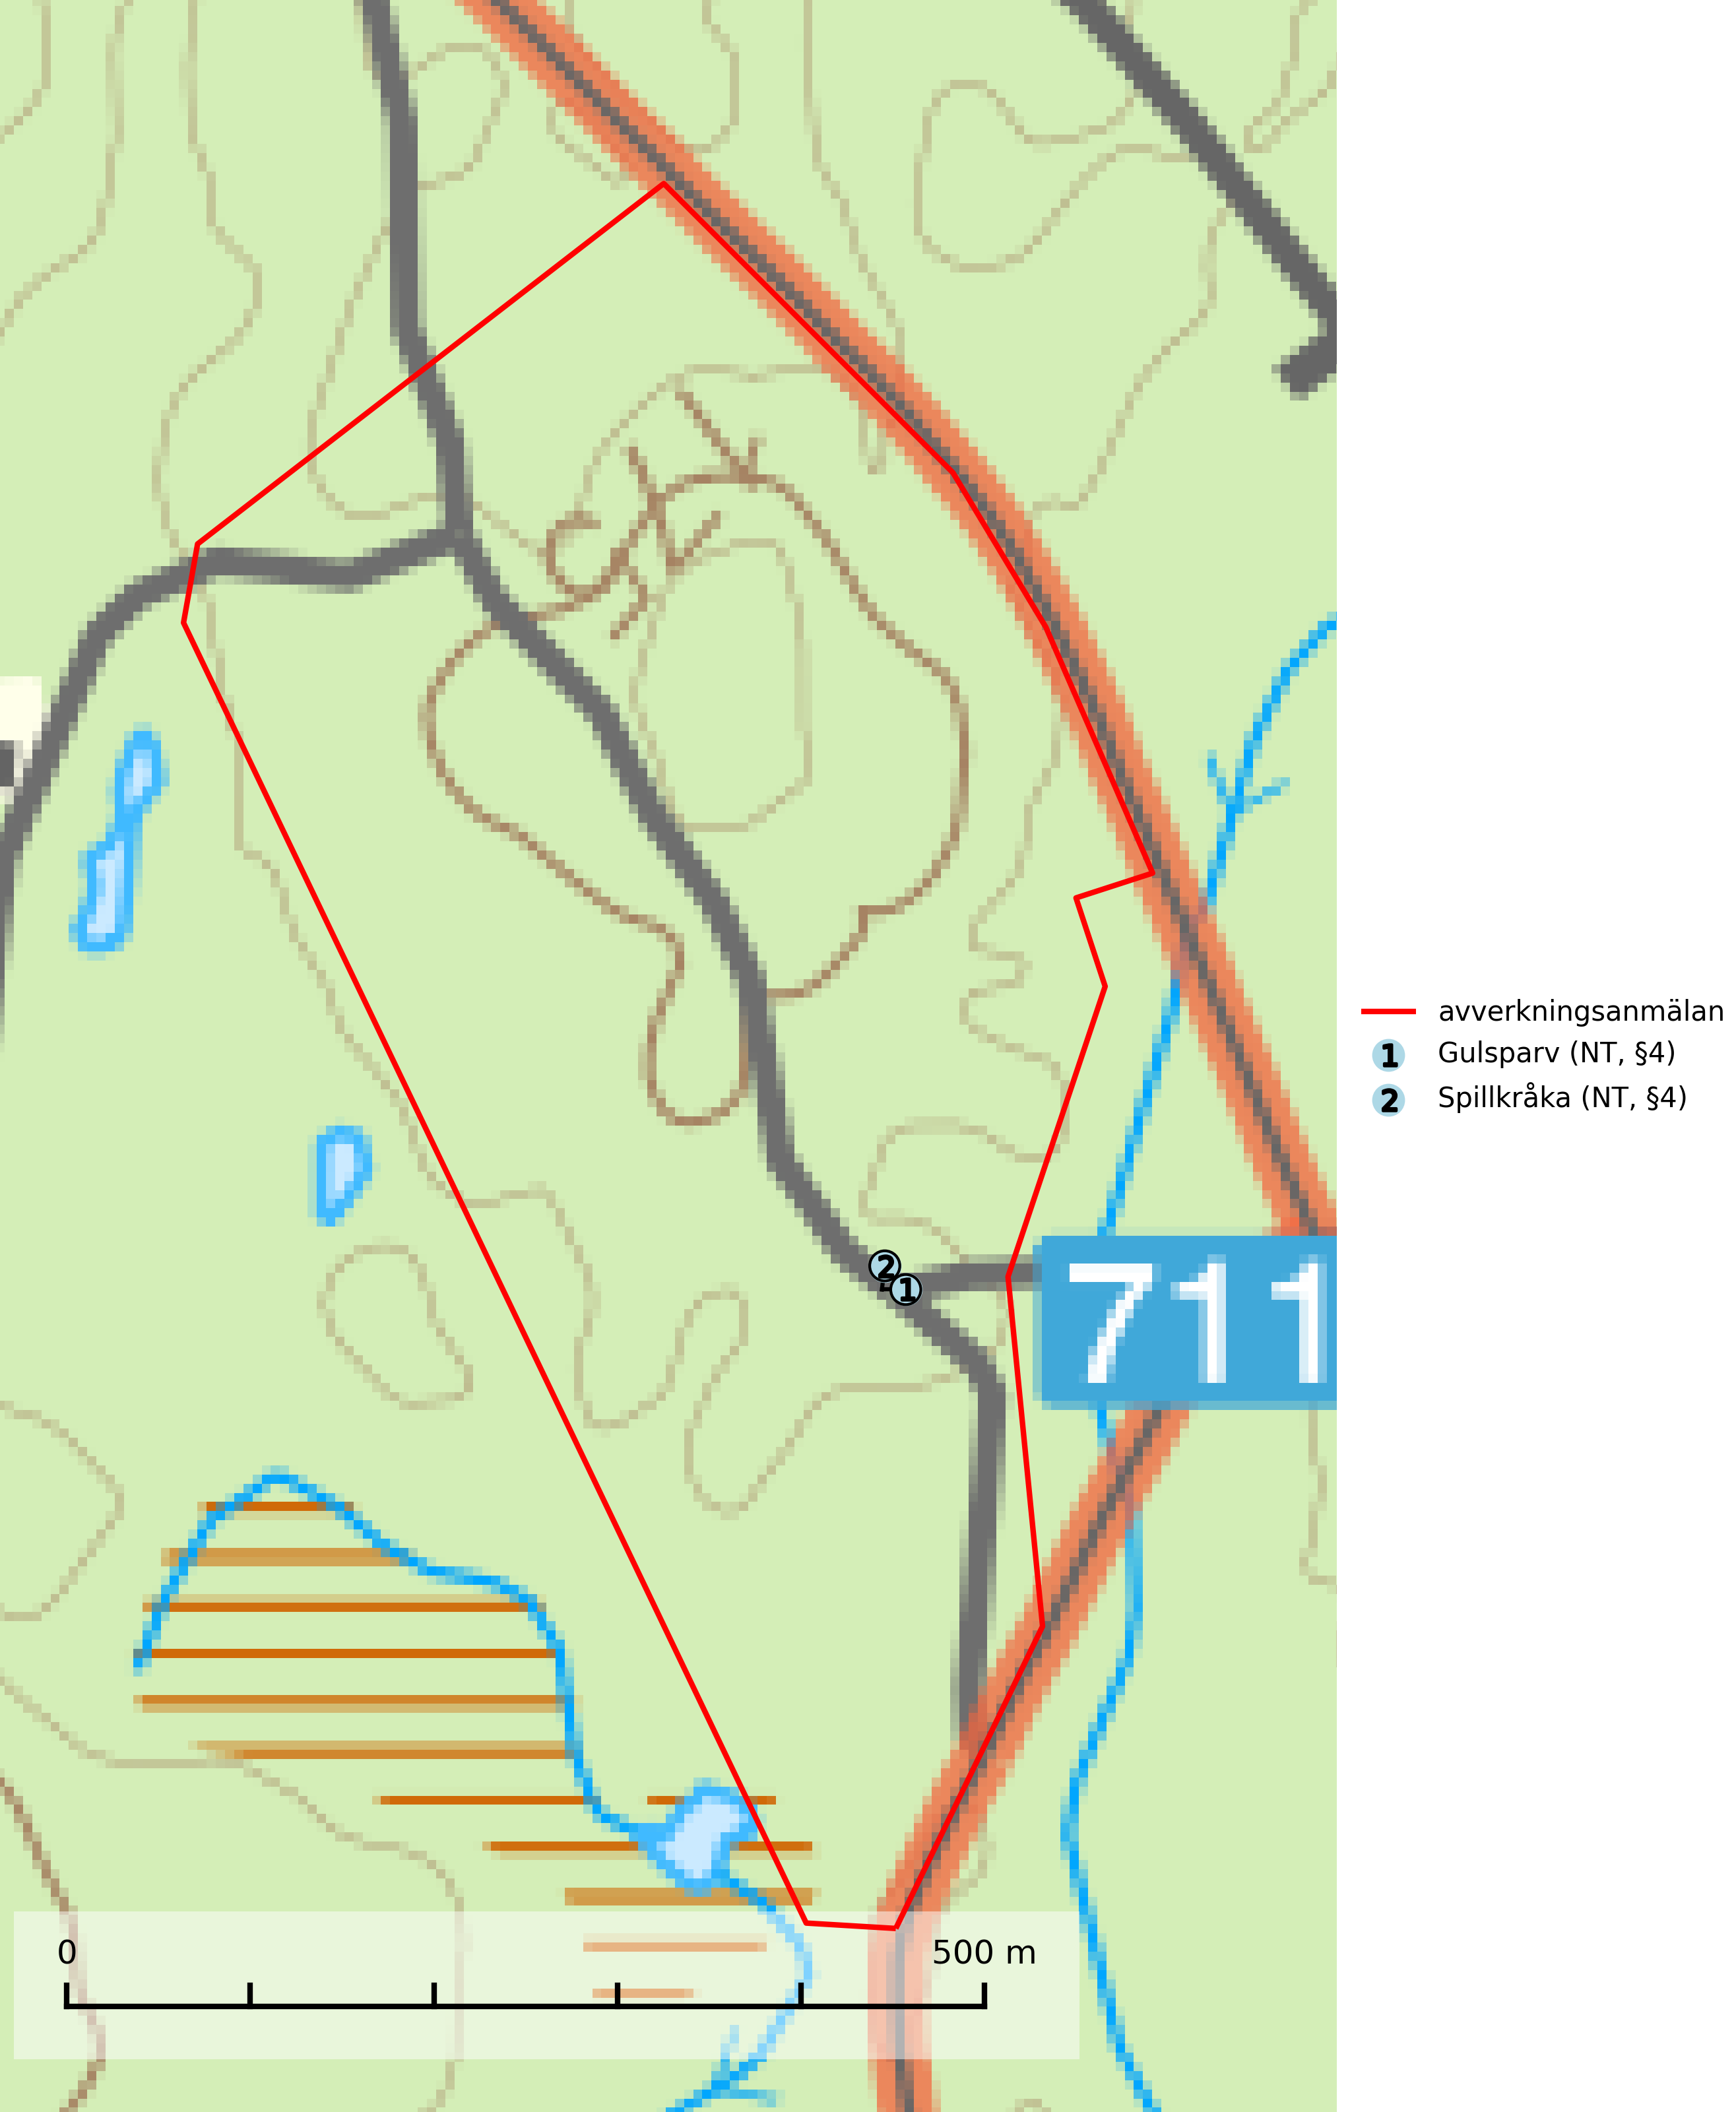 avverkningsanmälan
1 Gulsparv (NT, §4)
2 Spillkråka (NT, §4)
2
1
711
0 500 m